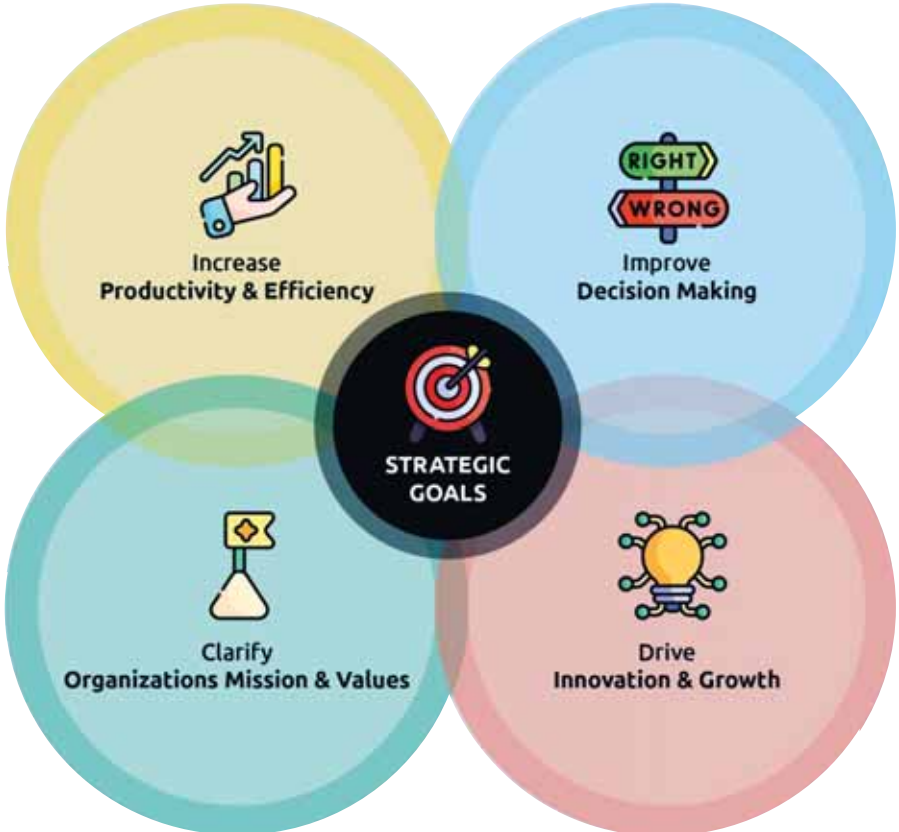 Increase
Productivity & Efficiency
RIGHT
WRONG
Improve
Decision Making
STRATEGIC
GOALS
Clarify
Organizations Mission & Values
Drive
Innovation & Growth